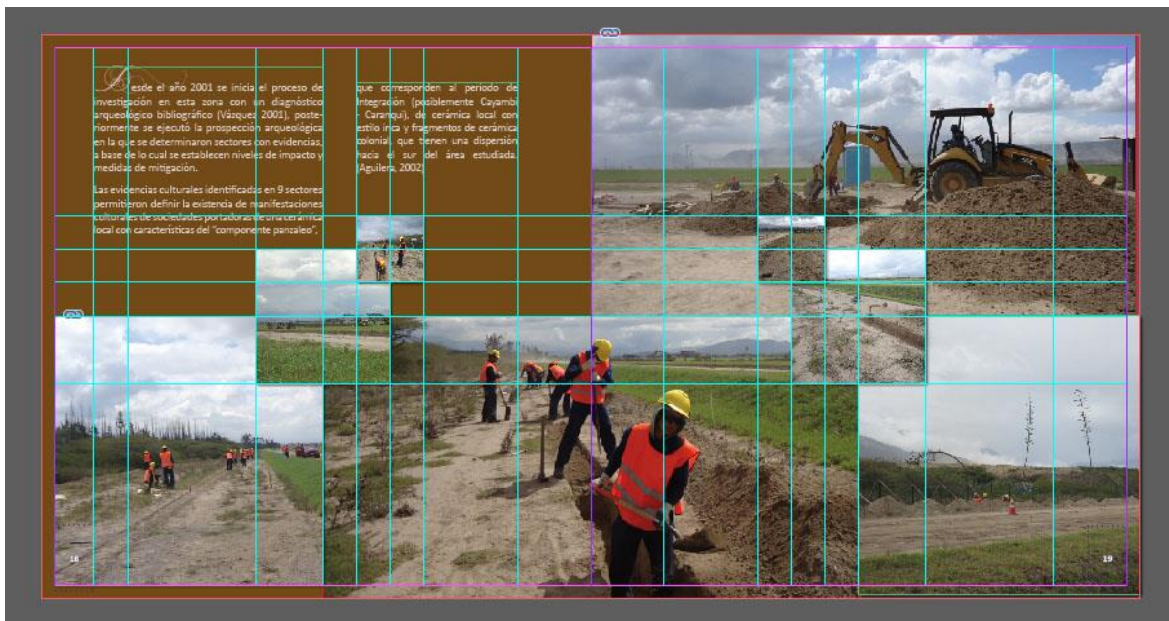 Desde el año 2001 se inicia el proceso de
investigación en esta zona con un diagnóstico
arqueológico bibliográfico (Vázquez 2001), poste-
riormente se ejecutó la prospección arqueológica
en la que se determinaron sectores con evidencias,
a base de lo cual se establecen niveles de impacto y
medidas de mitigación.
Las evidencias culturales identificadas en 9 sectores
permitieron definir la existencia de manifestaciones
culturales de sociedades portadoras de una cerámica
local con características del "componente panzaleo",
que corresponden al periodo de
Integración (posiblemente Cayambi
- Caranqui), de cerámica local con
estilo inca y fragmentos de cerámica
colonial, que tienen una dispersión
hacia el sur del área estudiada.
(Aguilera, 2002)
18
19